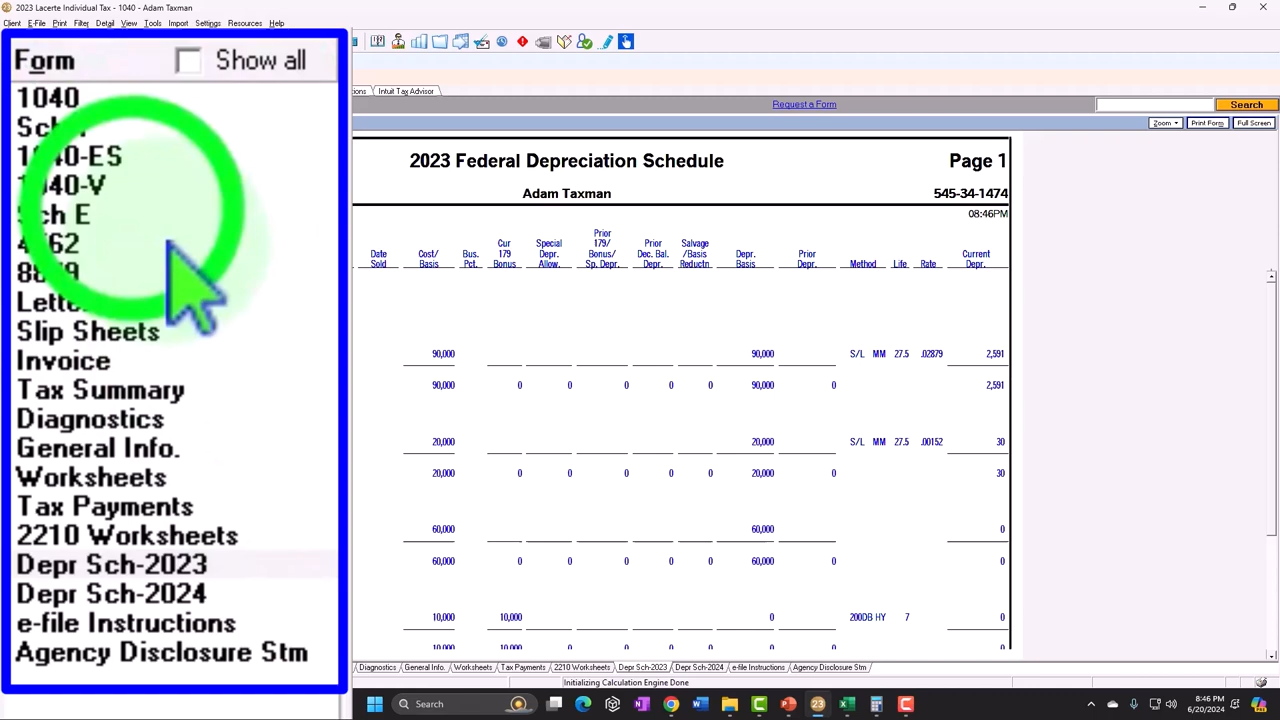 2023 Lacerte Individual Tax - 1040 - Adam Taxman
Client E-File Print Filter Detail View Tools Import Settings Resources Help
Form Show all
1040
1040-ES
Sch E
Slip Sheets
Invoice
Tax Summary
Diagnostics
General Info.
Worksheets
Tax Payments
2210 Worksheets
Depr Sch-2023
Depr Sch-2024
e-file Instructions
Agency Disclosure Stm
Intuit Tax Advisor
Request a Form Search
Zoom Print Form Full Screen
2023 Federal Depreciation Schedule Page 1
Adam Taxman 545-34-1474
08:46PM
Date Sold Cost/ Basis Bus. Pct. Cur 179 Bonus Special Depr. Allow. Prior 179/ Bonus/ Sp. Depr. Prior Dec. Bal. Depr. Salvage /Basis Reductn Depr. Basis Prior Depr. Method Life Rate Current Depr.
90,000 90,000 S/L MM 27.5 .02879 2,591
90,000 0 0 0 0 0 90,000 0 2,591
20,000 20,000 S/L MM 27.5 .00152 30
20,000 0 0 0 0 0 20,000 0 30
60,000 60,000 0
60,000 0 0 0 0 0 60,000 0 0
10,000 10,000 0 200DB HY 7 0
Diagnostics General Info. Worksheets Tax Payments 2210 Worksheets Depr Sch-2023 Depr Sch-2024 e-file Instructions Agency Disclosure Stm
Initializing Calculation Engine Done
Search 23 8:46 PM
6/20/2024